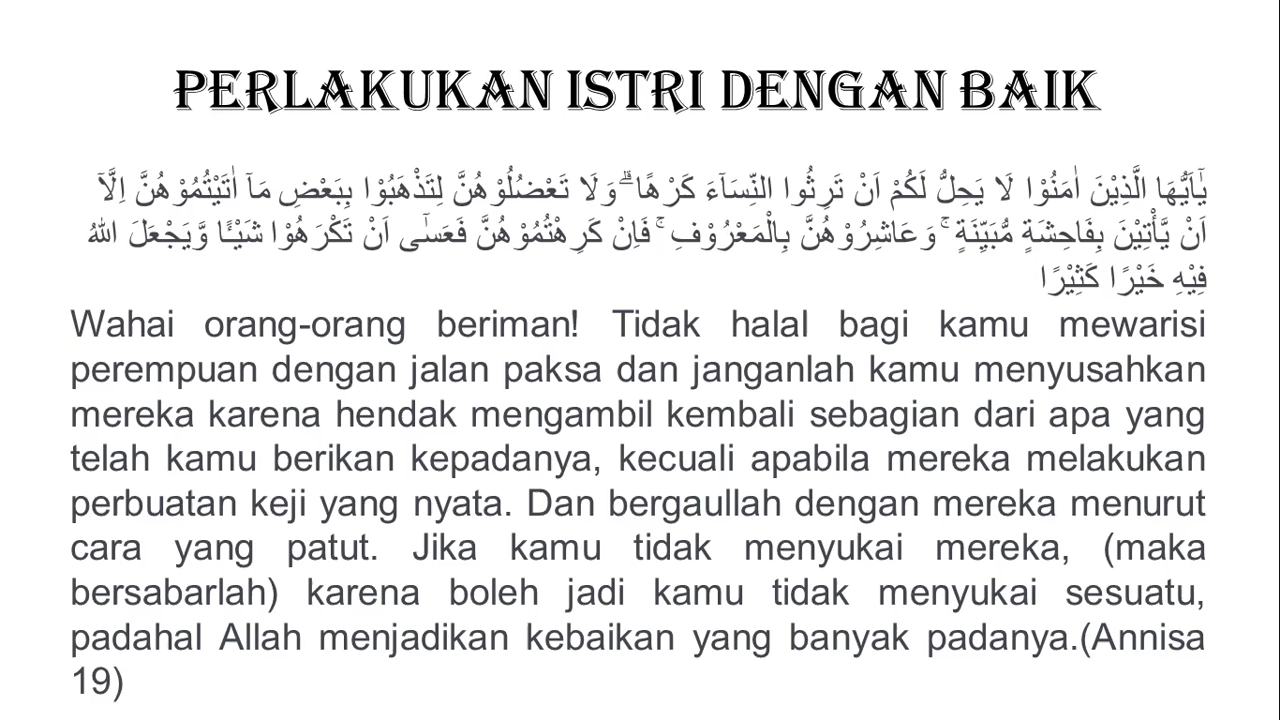 PERLAKUKAN ISTRI DENGAN BAIK
يٰٓاَيُّهَا الَّذِيْنَ اٰمَنُوْا لَا يَحِلُّ لَكُمْ اَنْ تَرِثُوا النِّسَاۤءَ كَرْهًا ۗوَلَا تَعْضُلُوْهُنَّ لِتَذْهَبُوْا بِبَعْضِ مَآ اٰتَيْتُمُوْهُنَّ اِلَّآ
اَنْ يَّأْتِيْنَ بِفَاحِشَةٍ مُّبَيِّنَةٍ ۚ وَعَاشِرُوْهُنَّ بِالْمَعْرُوْفِ ۚ فَاِنْ كَرِهْتُمُوْهُنَّ فَعَسٰٓى اَنْ تَكْرَهُوْا شَيْـًٔا وَّيَجْعَلَ اللّٰهُ
فِيْهِ خَيْرًا كَثِيْرًا
Wahai orang-orang beriman! Tidak halal bagi kamu mewarisi
perempuan dengan jalan paksa dan janganlah kamu menyusahkan
mereka karena hendak mengambil kembali sebagian dari apa yang
telah kamu berikan kepadanya, kecuali apabila mereka melakukan
perbuatan keji yang nyata. Dan bergaullah dengan mereka menurut
cara yang patut. Jika kamu tidak menyukai mereka, (maka
bersabarlah) karena boleh jadi kamu tidak menyukai sesuatu,
padahal Allah menjadikan kebaikan yang banyak padanya.(Annisa
19)